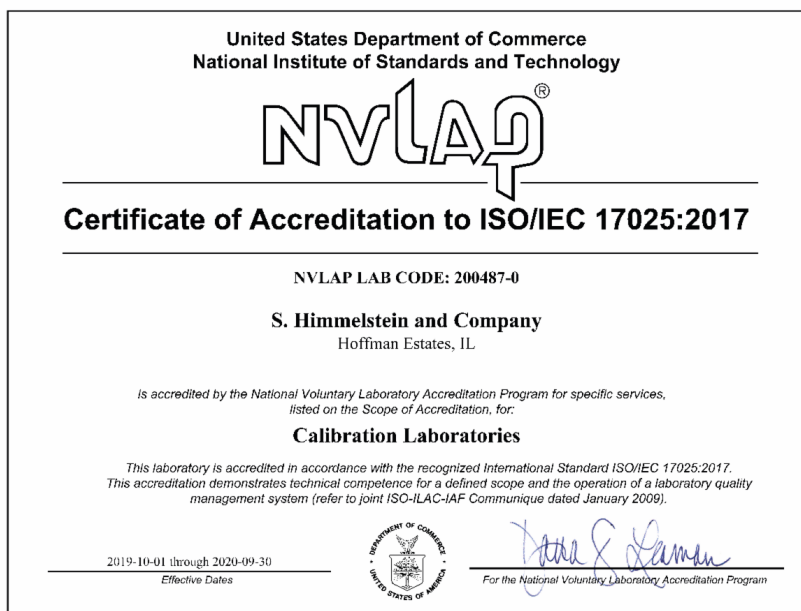 United States Department of Commerce
National Institute of Standards and Technology
NVLAP®
Certificate of Accreditation to ISO/IEC 17025:2017
NVLAP LAB CODE: 200487-0
S. Himmelstein and Company
Hoffman Estates, IL
is accredited by the National Voluntary Laboratory Accreditation Program for specific services,
listed on the Scope of Accreditation, for:
Calibration Laboratories
This laboratory is accredited in accordance with the recognized International Standard ISO/IEC 17025:2017.
This accreditation demonstrates technical competence for a defined scope and the operation of a laboratory quality
management system (refer to joint ISO-ILAC-IAF Communique dated January 2009).
2019-10-01 through 2020-09-30
Effective Dates
DEPARTMENT OF COMMERCE
UNITED STATES OF AMERICA
For the National Voluntary Laboratory Accreditation Program